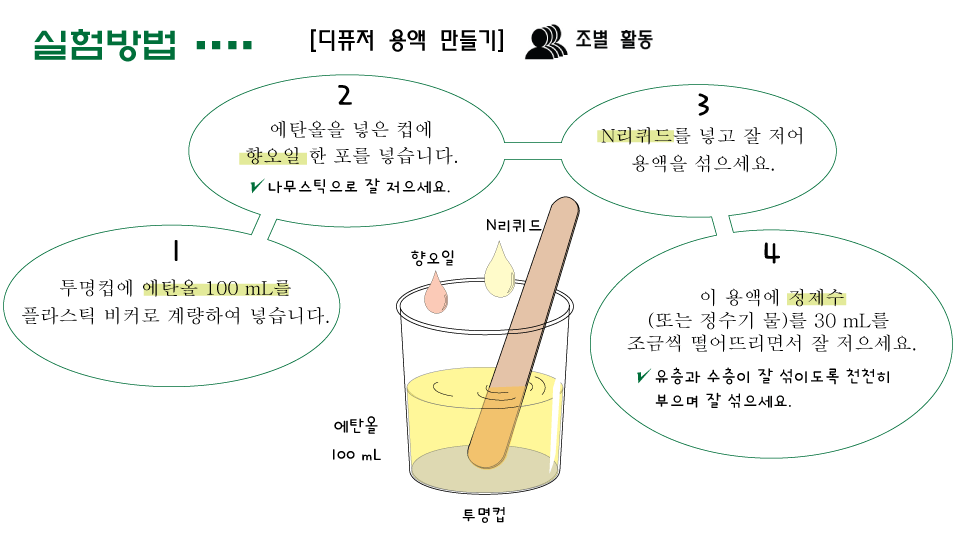 실험방법
[디퓨저 용액 만들기]
조별 활동
1
투명컵에 에탄올 100 mL를
플라스틱 비커로 계량하여 넣습니다.
2
에탄올을 넣은 컵에
향오일 한 포를 넣습니다.
✓ 나무스틱으로 잘 저으세요.
3
N리퀴드를 넣고 잘 저어
용액을 섞으세요.
4
이 용액에 정제수
(또는 정수기 물)를 30 mL를
조금씩 떨어뜨리면서 잘 저으세요.
✓ 유층과 수층이 잘 섞이도록 천천히
부으며 잘 섞으세요.
N리퀴드
향오일
에탄올
100 mL
투명컵